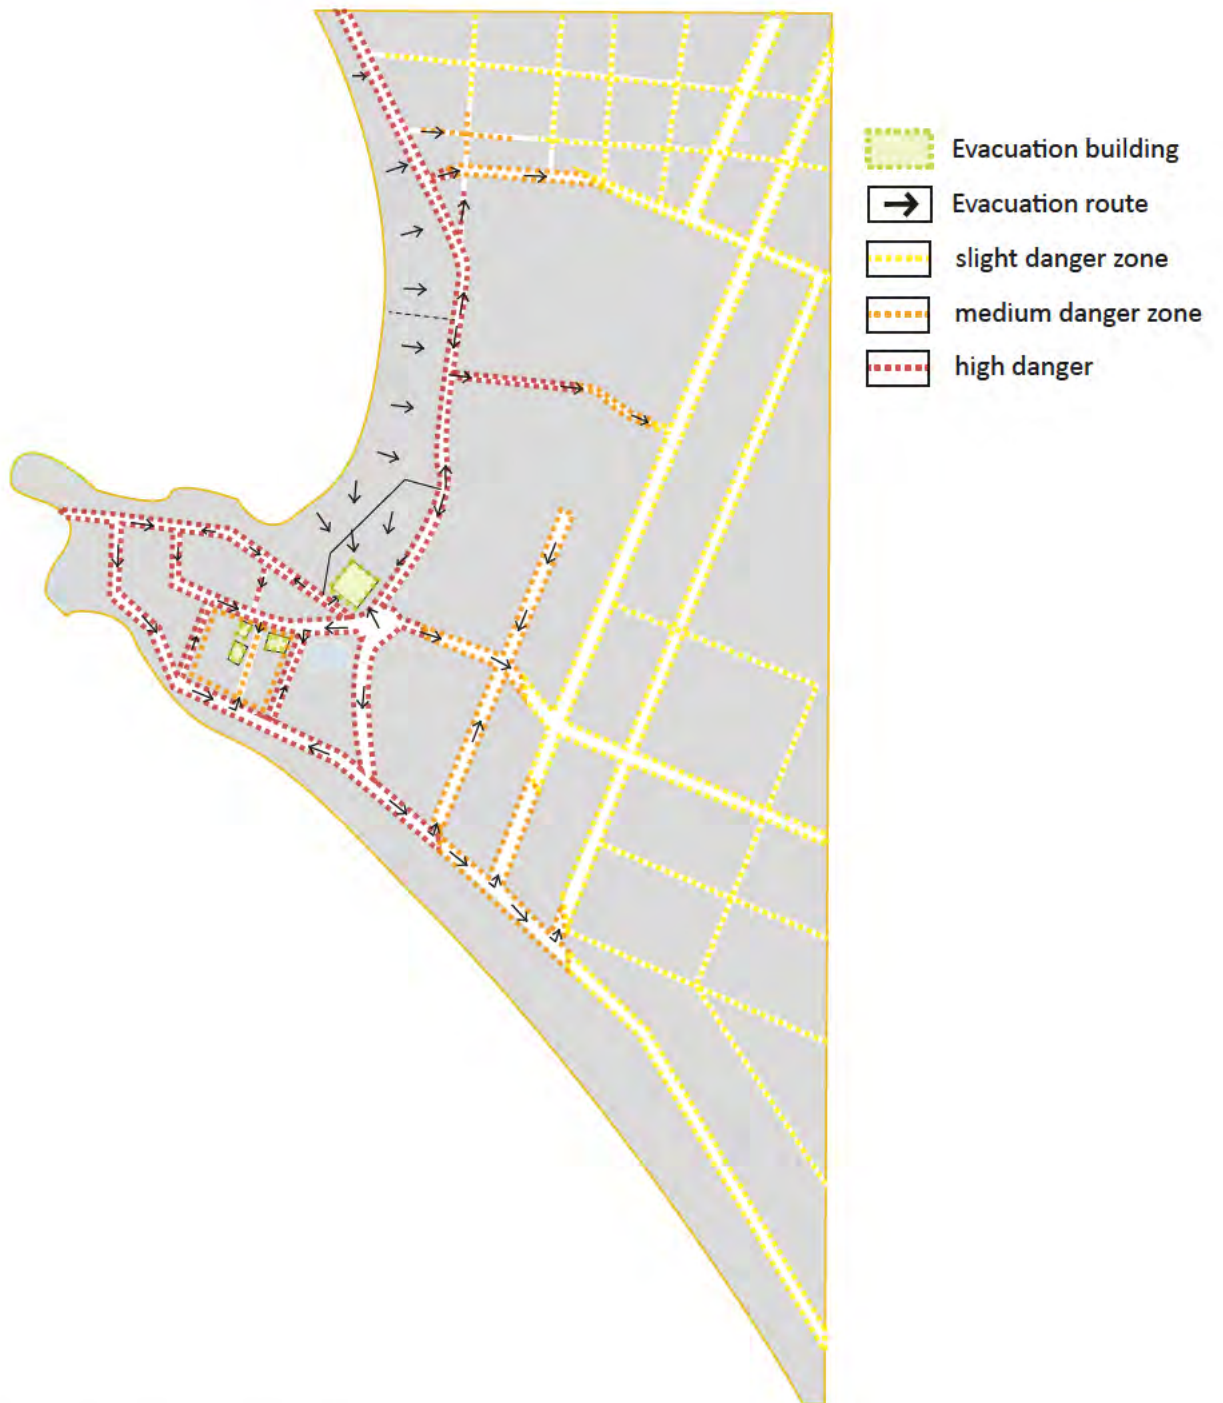 Evacuation building
Evacuation route
slight danger zone
medium danger zone
high danger